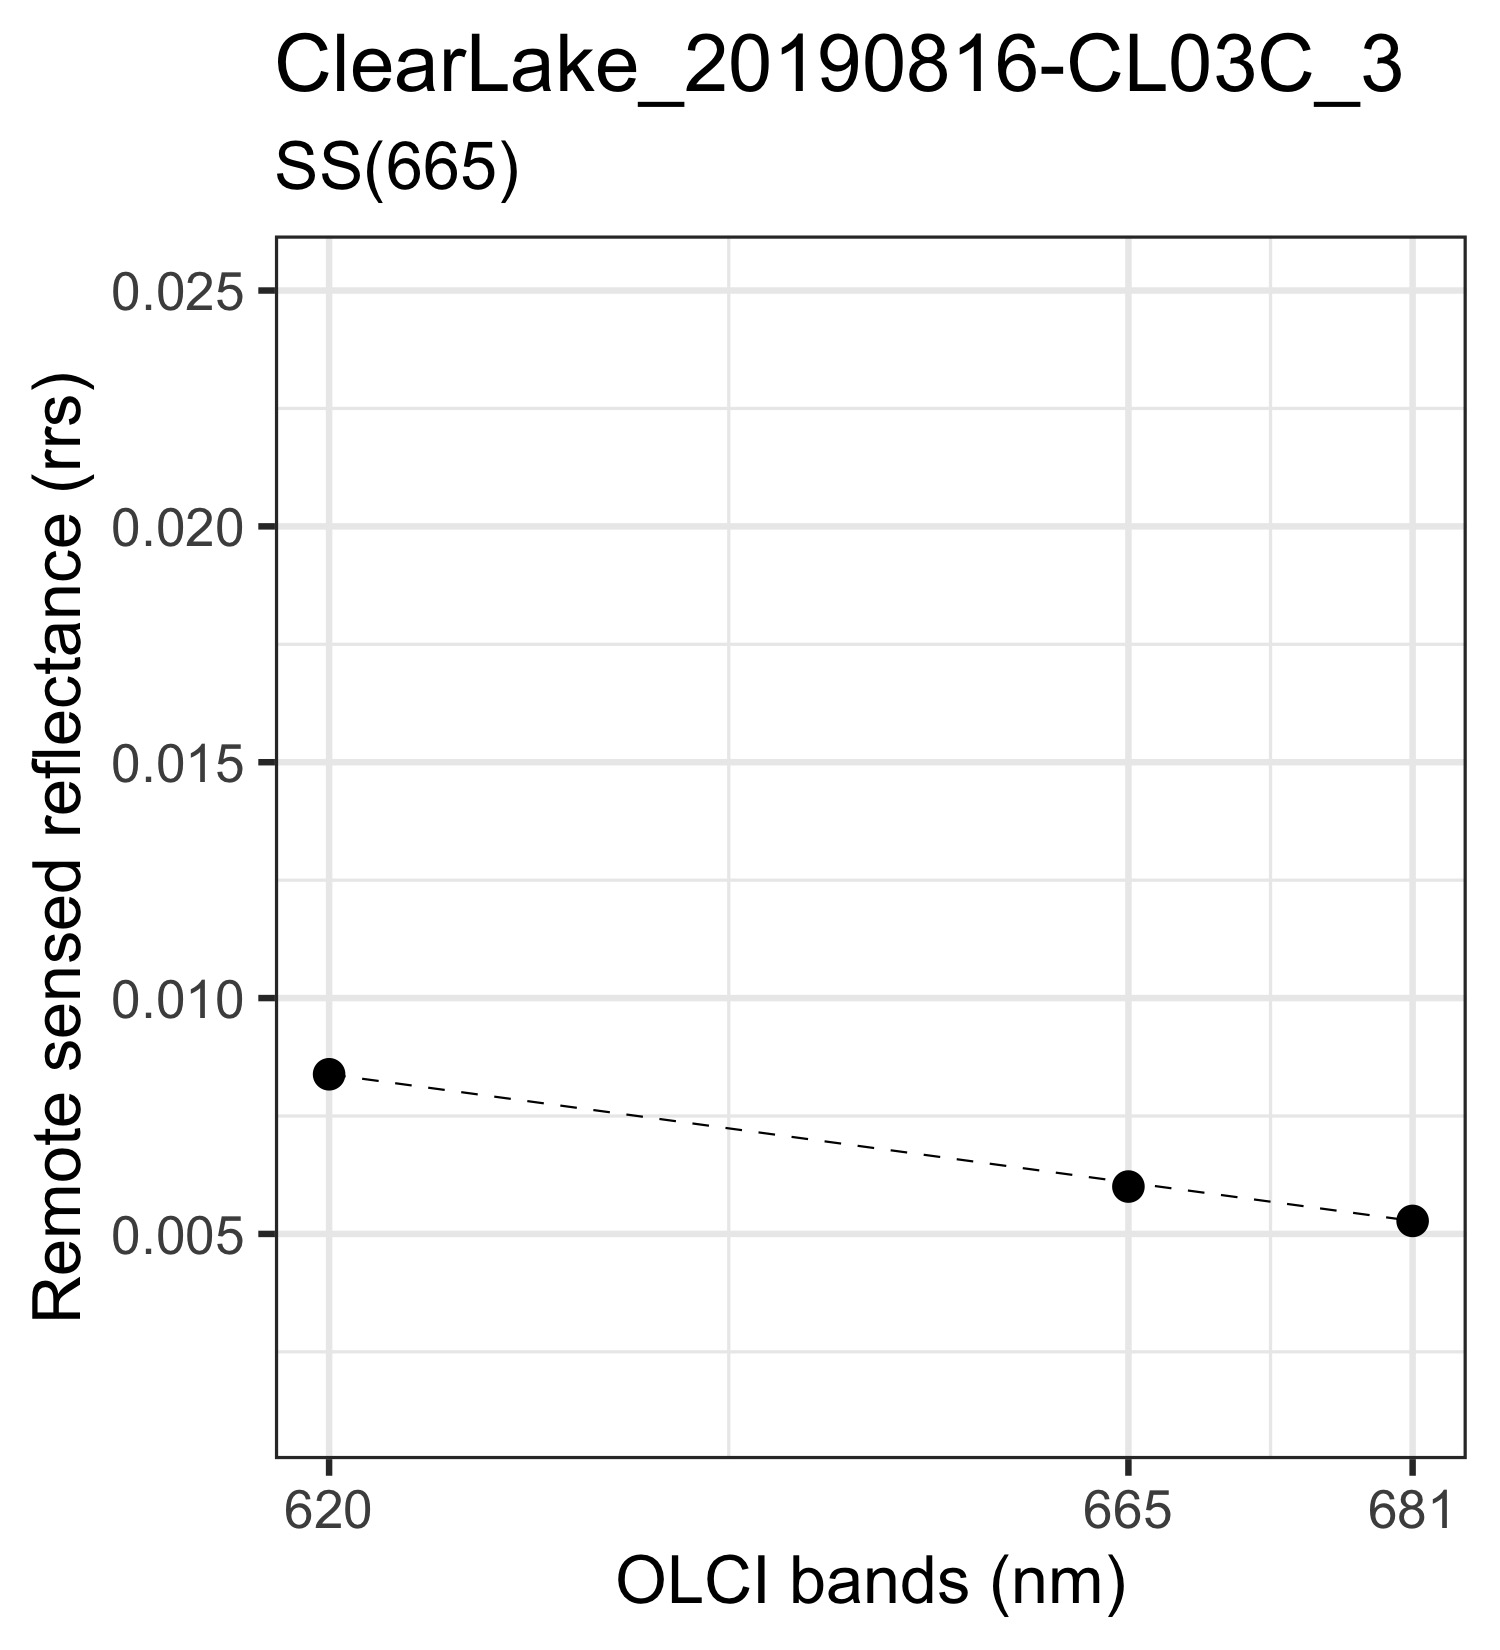 ClearLake_20190816-CL03C_3
SS(665)
Remote sensed reflectance (rrs)
0.025
0.020
0.015
0.010
0.005
620
665
681
OLCI bands (nm)